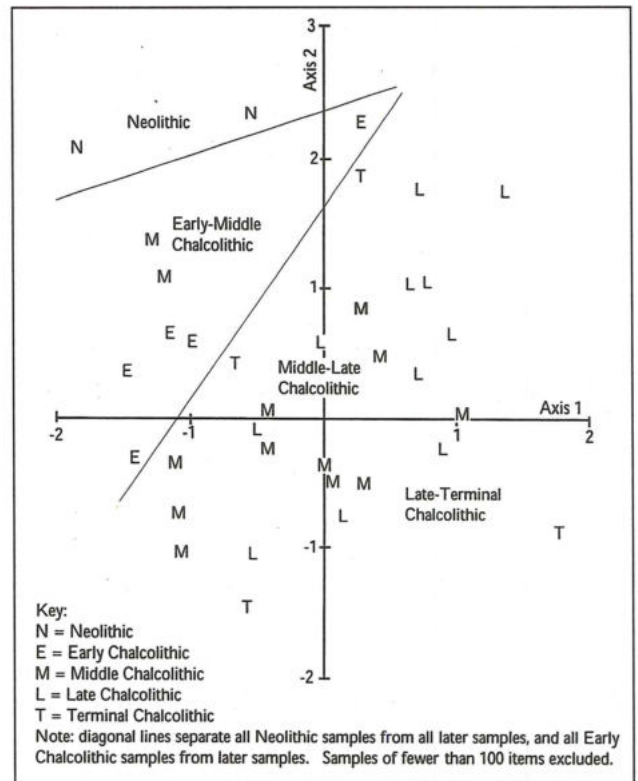 3
Axis 2
N
Neolithic
E
N
2
T
L L
Early-Middle
M Chalcolithic
M
L L
1
M
E L
E L
M
T Middle-Late
E L
Chalcolithic
M M Axis 1
-2 -1 1 2
L
M L
E M M
M M
Late-Terminal
M L Chalcolithic
T
-1
M L
T
-2
Key:
N = Neolithic
E = Early Chalcolithic
M = Middle Chalcolithic
L = Late Chalcolithic
T = Terminal Chalcolithic
Note: diagonal lines separate all Neolithic samples from all later samples, and all Early
Chalcolithic samples from later samples. Samples of fewer than 100 items excluded.